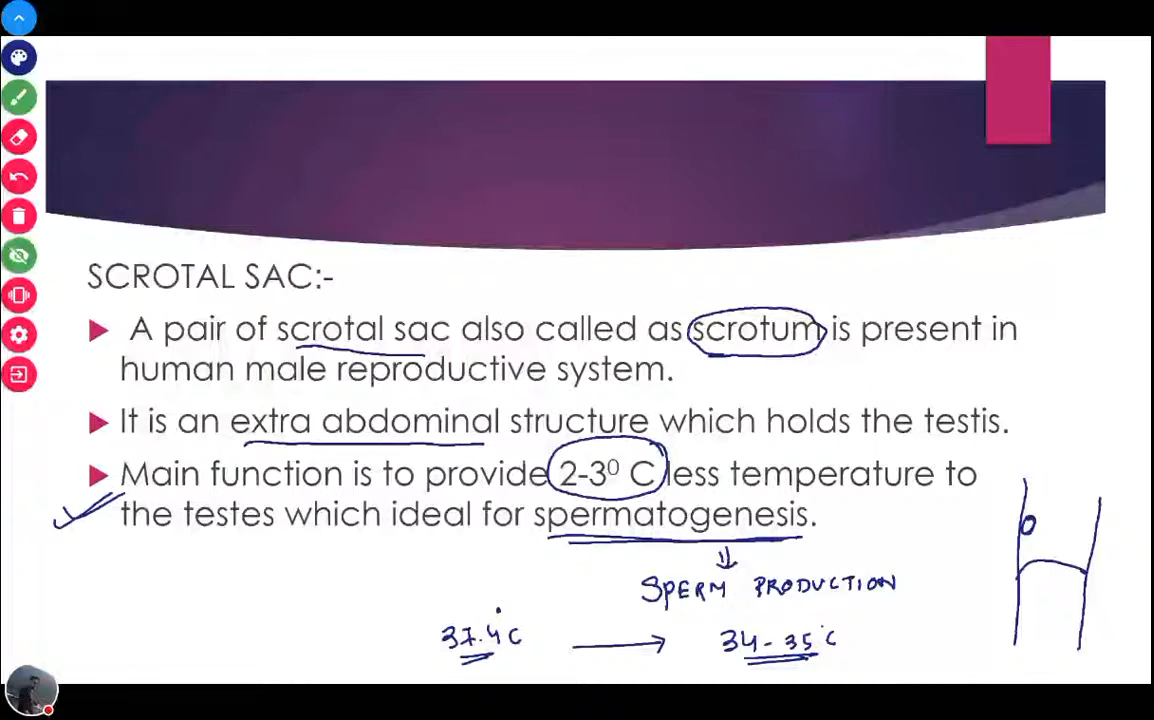 SCROTAL SAC:-
A pair of scrotal sac also called as scrotum is present in
human male reproductive system.
It is an extra abdominal structure which holds the testis.
Main function is to provide 2-3⁰ C less temperature to
the testes which ideal for spermatogenesis.
SPERM PRODUCTION
37.4°C → 34-35°C